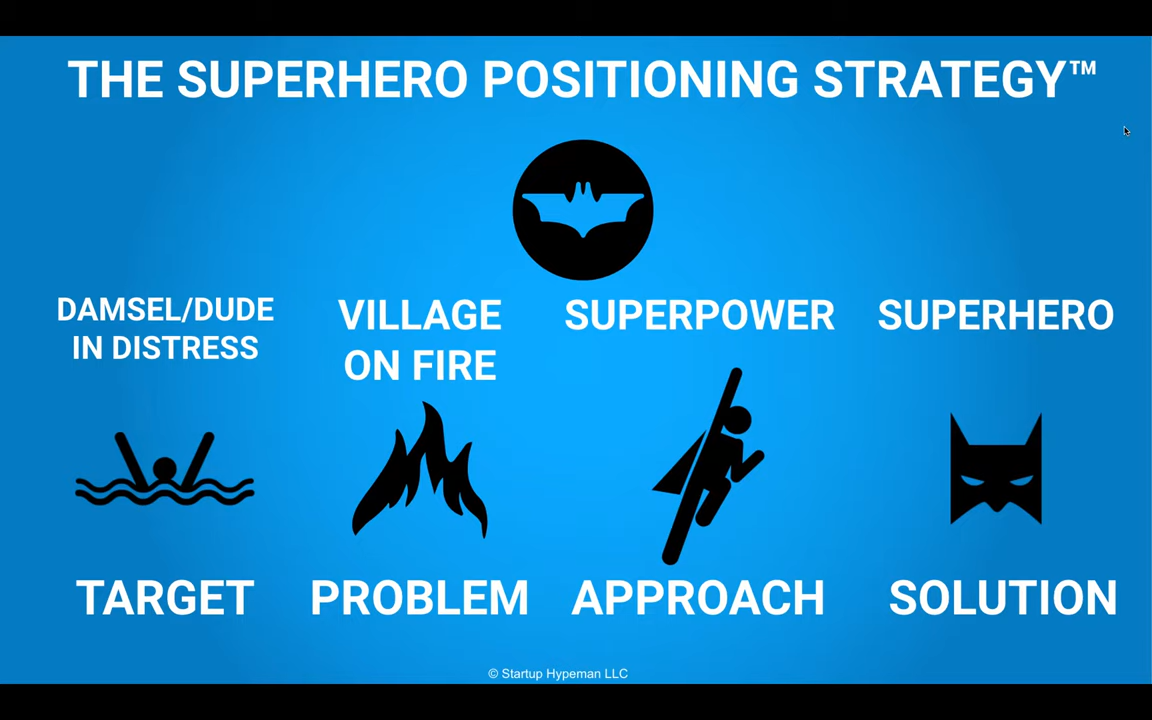 THE SUPERHERO POSITIONING STRATEGY™
DAMSEL/DUDE
IN DISTRESS
VILLAGE
ON FIRE
SUPERPOWER
SUPERHERO
TARGET
PROBLEM
APPROACH
SOLUTION
© Startup Hypeman LLC